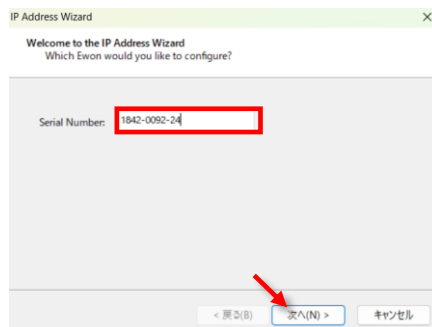 IP Address Wizard
Welcome to the IP Address Wizard
Which Ewon would you like to configure?
Serial Number: 1842-0092-24
< 戻る(B) 次へ(N) > キャンセル